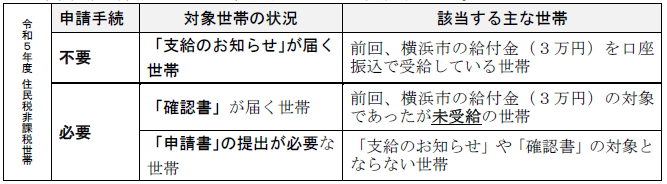 令和５年度 住民税非課税世帯
申請手続
対象世帯の状況
該当する主な世帯
不要
「支給のお知らせ」が届く
世帯
前回、横浜市の給付金（３万円）を口座
振込で受給している世帯
必要
「確認書」が届く世帯
前回、横浜市の給付金（３万円）の対象
であったが未受給の世帯
「申請書」の提出が必要な
世帯
「支給のお知らせ」や「確認書」の対象と
ならない世帯